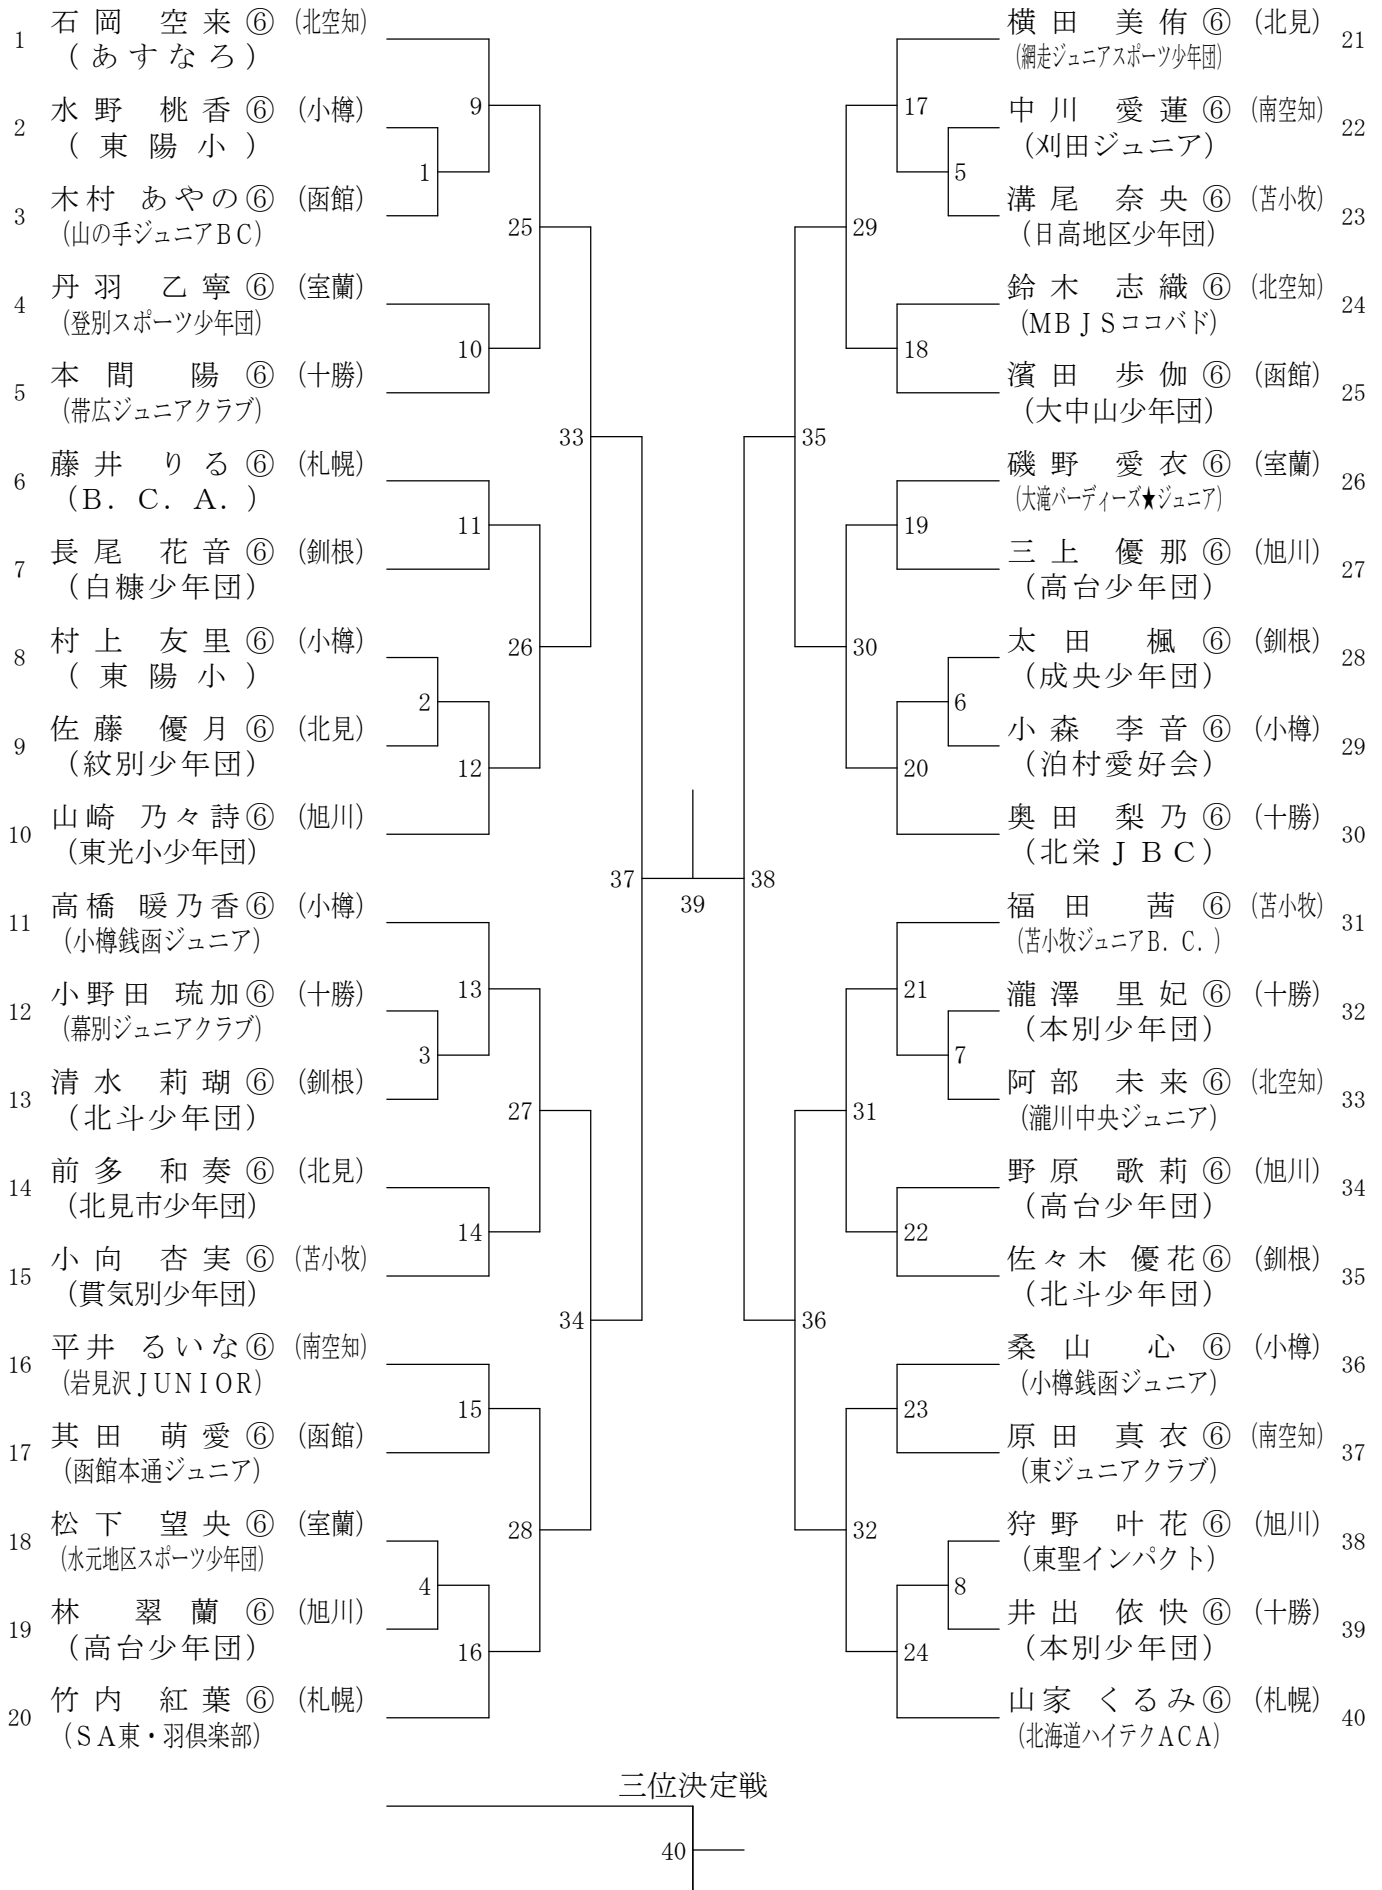 1 石岡 空来⑥ (北空知)
(あすなろ)
2 水野 桃香⑥ (小樽)
(東陽小)
3 木村 あやの⑥ (函館)
(山の手ジュニアBC)
4 丹羽 乙寧⑥ (室蘭)
(登別スポーツ少年団)
5 本間 陽⑥ (十勝)
(帯広ジュニアクラブ)
6 藤井 りる⑥ (札幌)
(B. C. A. )
7 長尾 花音⑥ (釧根)
(白糠少年団)
8 村上 友里⑥ (小樽)
(東陽小)
9 佐藤 優月⑥ (北見)
(紋別少年団)
10 山崎 乃々詩⑥ (旭川)
(東光小少年団)
11 高橋 暖乃香⑥ (小樽)
(小樽銭函ジュニア)
12 小野田 琉加⑥ (十勝)
(幕別ジュニアクラブ)
13 清水 莉瑚⑥ (釧根)
(北斗少年団)
14 前多 和奏⑥ (北見)
(北見市少年団)
15 小向 杏実⑥ (苫小牧)
(貫気別少年団)
16 平井 るいな⑥ (南空知)
(岩見沢JUNIOR)
17 其田 萌愛⑥ (函館)
(函館本通ジュニア)
18 松下 望央⑥ (室蘭)
(水元地区スポーツ少年団)
19 林 翠蘭⑥ (旭川)
(高台少年団)
20 竹内 紅葉⑥ (札幌)
(SA東・羽倶楽部)
9
1
25
10
33
11
26
2
12
37
13
3
27
14
34
15
28
4
16
39
38
17
5
29
18
35
19
30
6
20
21
7
31
22
36
23
32
8
24
横田 美侑⑥ (北見) 21
(網走ジュニアスポーツ少年団)
中川 愛蓮⑥ (南空知) 22
(刈田ジュニア)
溝尾 奈央⑥ (苫小牧) 23
(日高地区少年団)
鈴木 志織⑥ (北空知) 24
(MBJSココバド)
濱田 歩伽⑥ (函館) 25
(大中山少年団)
磯野 愛衣⑥ (室蘭) 26
(大滝バーディーズ★ジュニア)
三上 優那⑥ (旭川) 27
(高台少年団)
太田 楓⑥ (釧根) 28
(成央少年団)
小森 李音⑥ (小樽) 29
(泊村愛好会)
奥田 梨乃⑥ (十勝) 30
(北栄JBC)
福田 茜⑥ (苫小牧) 31
(苫小牧ジュニアB. C. )
瀧澤 里妃⑥ (十勝) 32
(本別少年団)
阿部 未来⑥ (北空知) 33
(瀧川中央ジュニア)
野原 歌莉⑥ (旭川) 34
(高台少年団)
佐々木 優花⑥ (釧根) 35
(北斗少年団)
桑山 心⑥ (小樽) 36
(小樽銭函ジュニア)
原田 真衣⑥ (南空知) 37
(東ジュニアクラブ)
狩野 叶花⑥ (旭川) 38
(東聖インパクト)
井出 依快⑥ (十勝) 39
(本別少年団)
山家 くるみ⑥ (札幌) 40
(北海道ハイテクACA)
三位決定戦
40